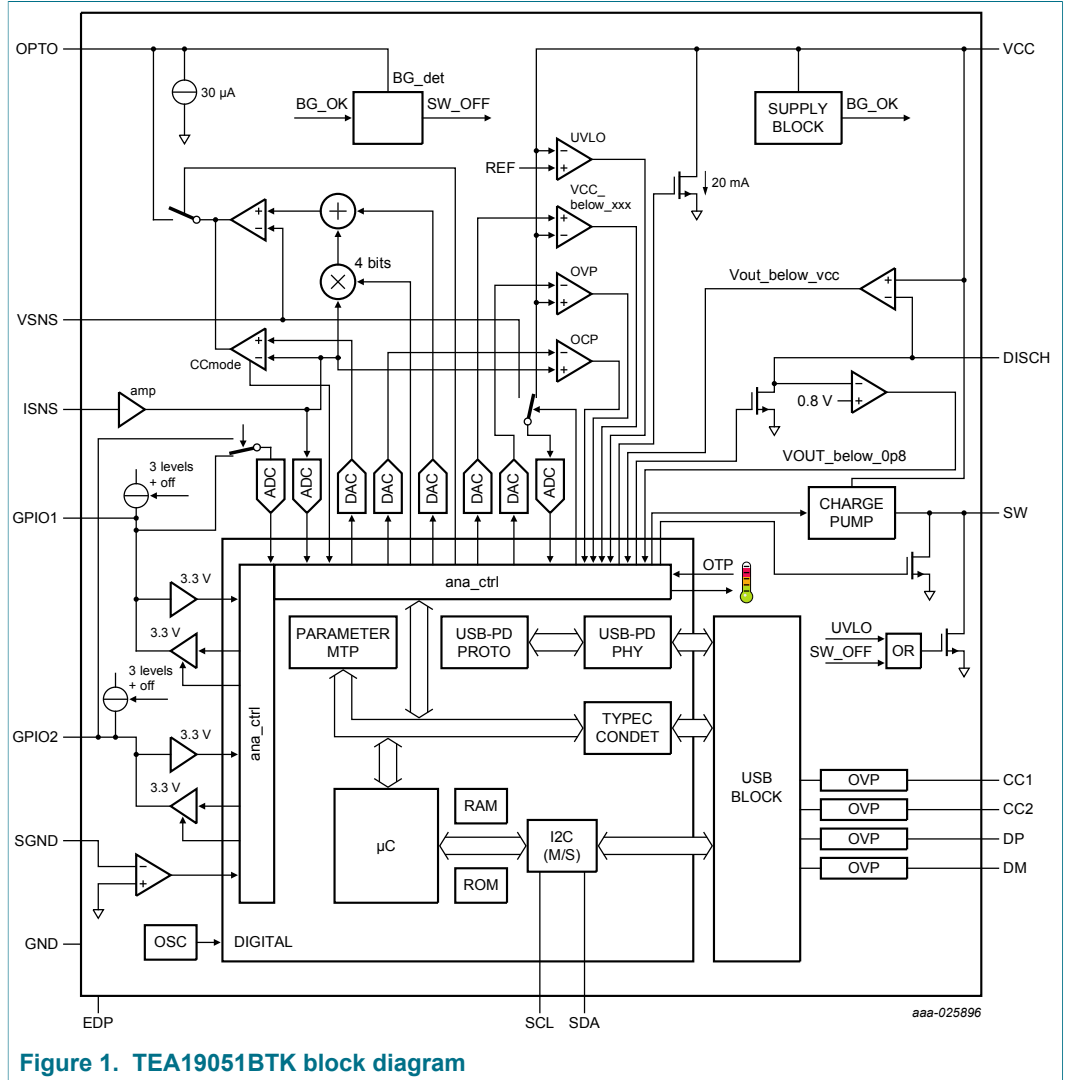 OPTO
VCC
BG_det
30 µA
BG_OK
SW_OFF
SUPPLY
BLOCK
BG_OK
UVLO
REF
20 mA
VCC_
below_xxx
4 bits
OVP
Vout_below_vcc
VSNS
OCP
CCmode
DISCH
amp
ISNS
0.8 V
VOUT_below_0p8
3 levels
+ off
ADC
ADC
DAC
DAC
DAC
DAC
DAC
ADC
GPIO1
CHARGE
PUMP
SW
ana_ctrl
OTP
3.3 V
3.3 V
PARAMETER
MTP
USB-PD
PROTO
USB-PD
PHY
UVLO
SW_OFF
OR
3 levels
+ off
ana_ctrl
GPIO2
3.3 V
3.3 V
TYPEC
CONDET
USB
BLOCK
OVP
CC1
OVP
CC2
OVP
DP
OVP
DM
µC
RAM
ROM
I2C
(M/S)
SGND
GND
OSC
DIGITAL
EDP
SCL
SDA
aaa-025896
Figure 1. TEA19051BTK block diagram